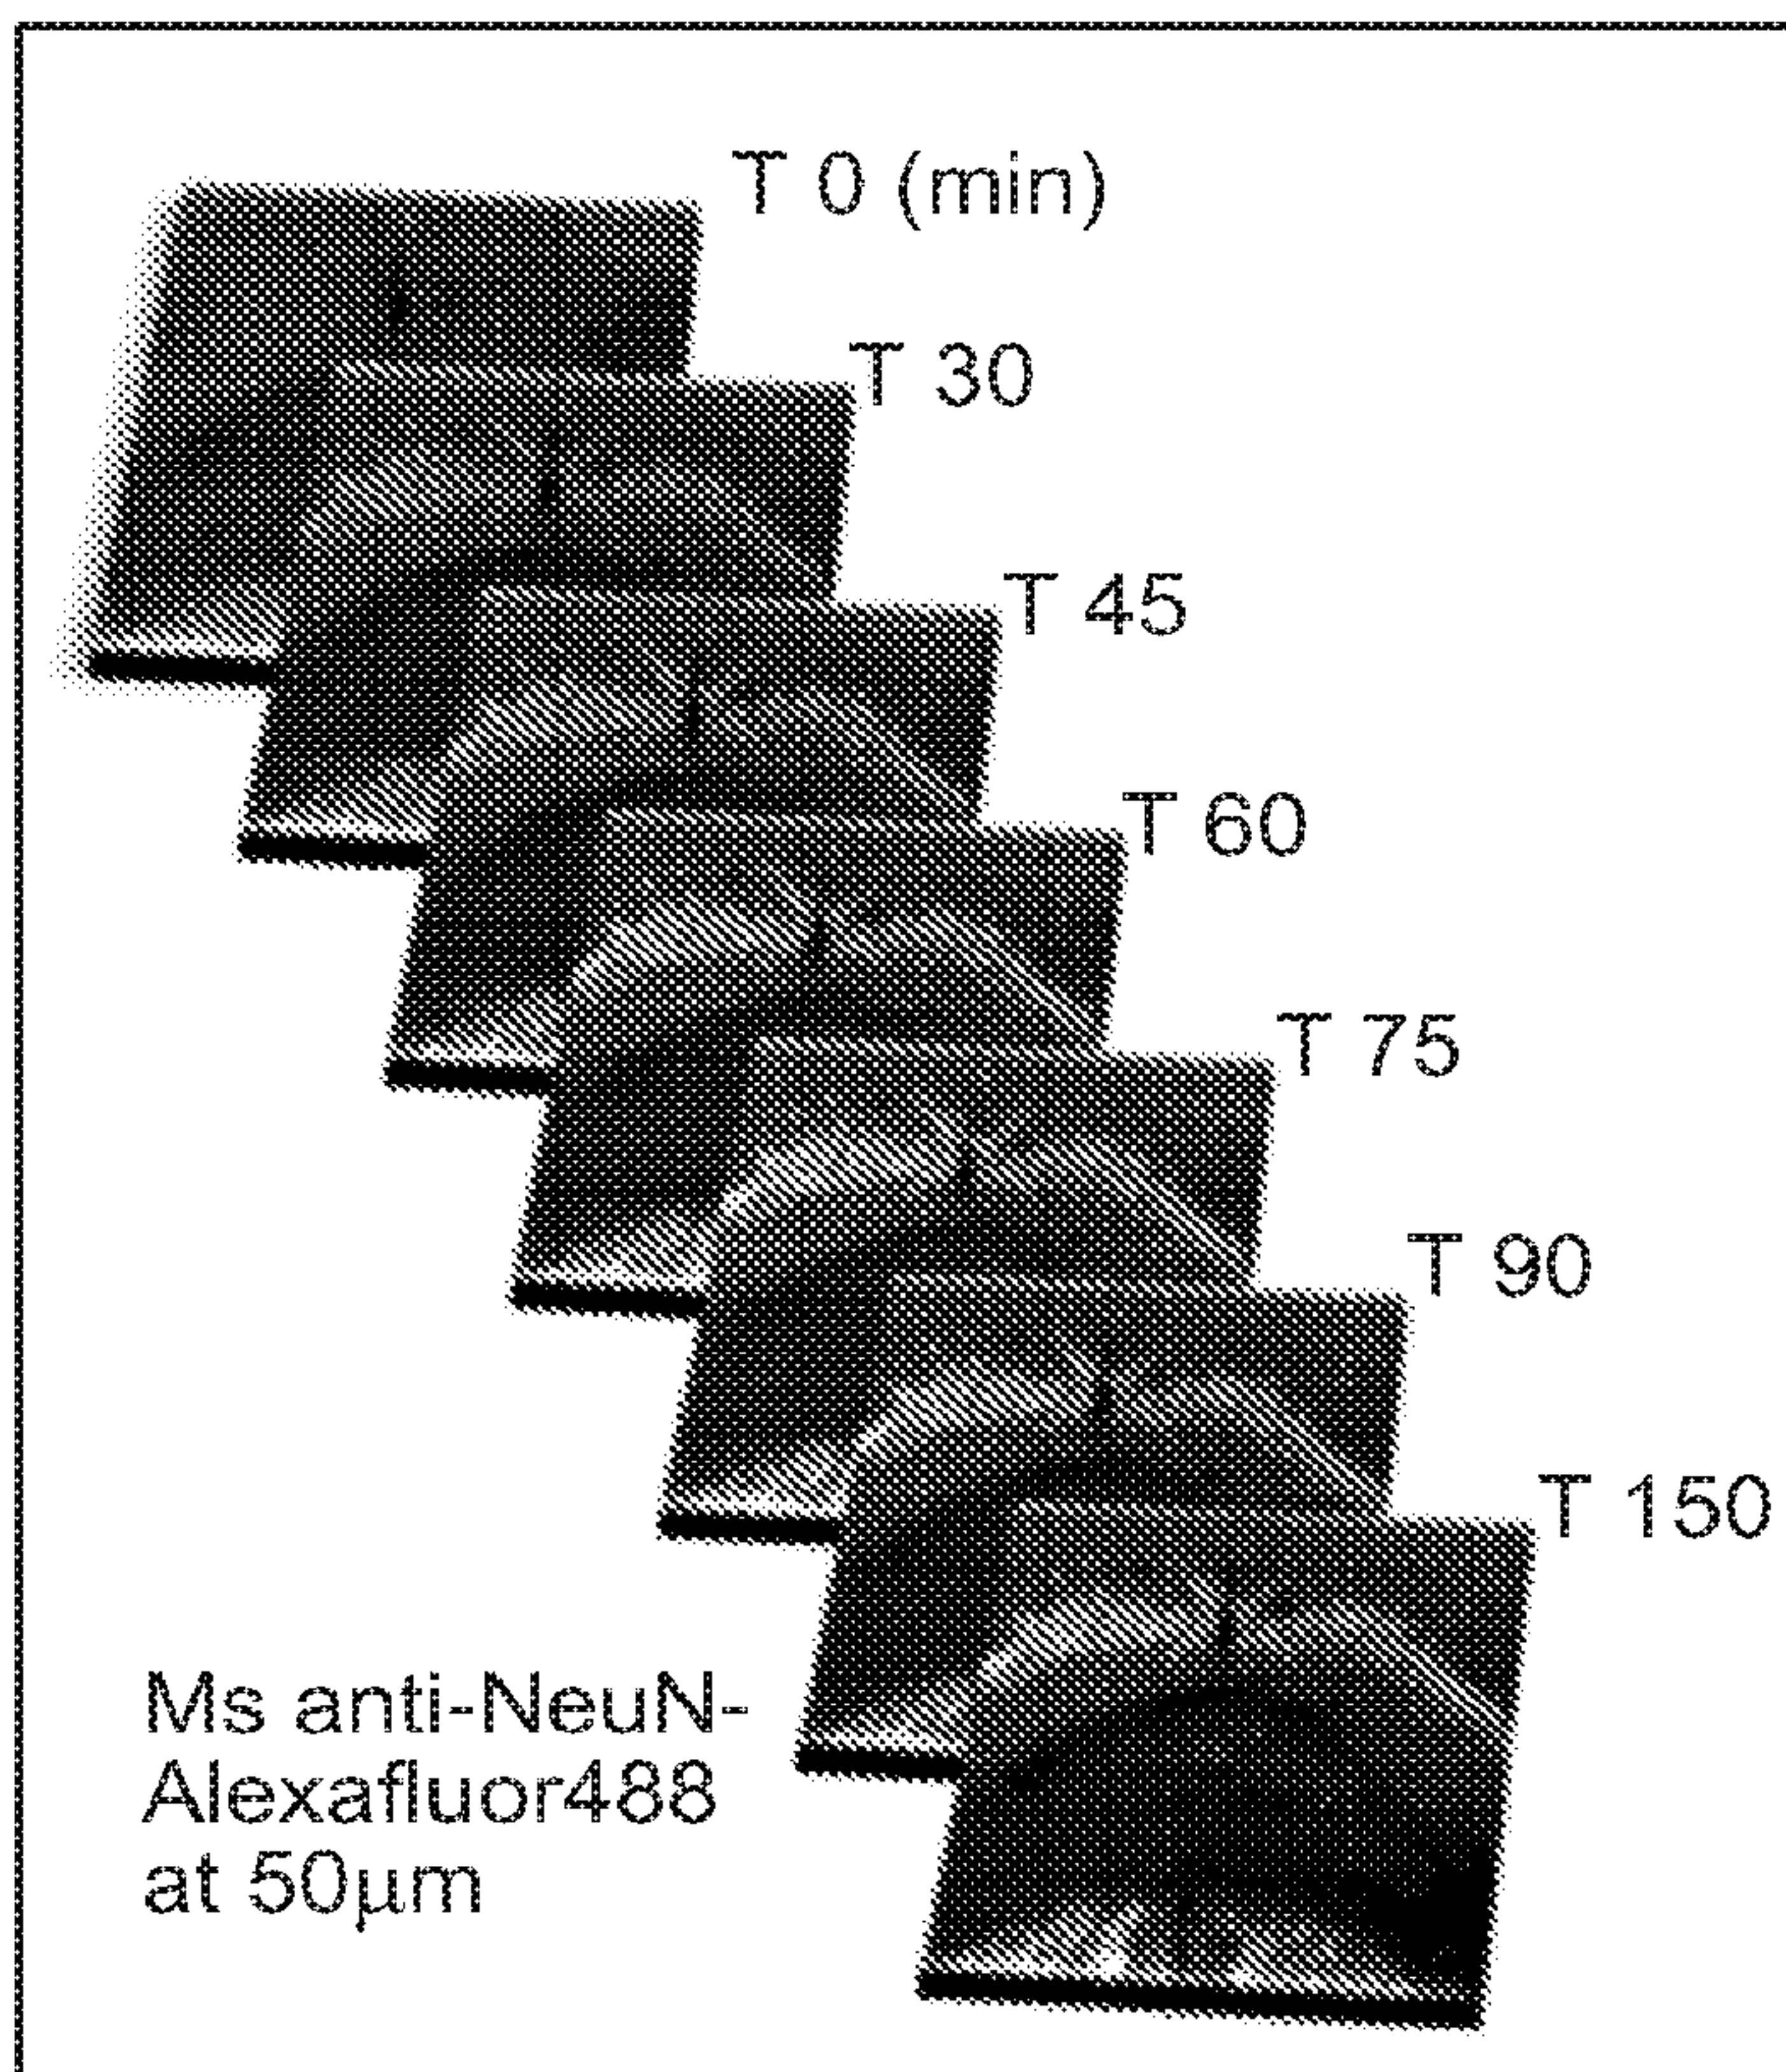 T 0 (min)
T 30
T 45
T 60
T 75
T 90
T 150
Ms anti-NeuN-
Alexafluor488
at 50µm